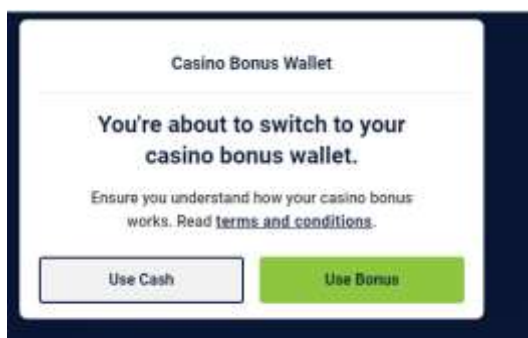 Casino Bonus Wallet
You're about to switch to your
casino bonus wallet.
Ensure you understand how your casino bonus
works. Read terms and conditions.
Use Cash
Use Bonus